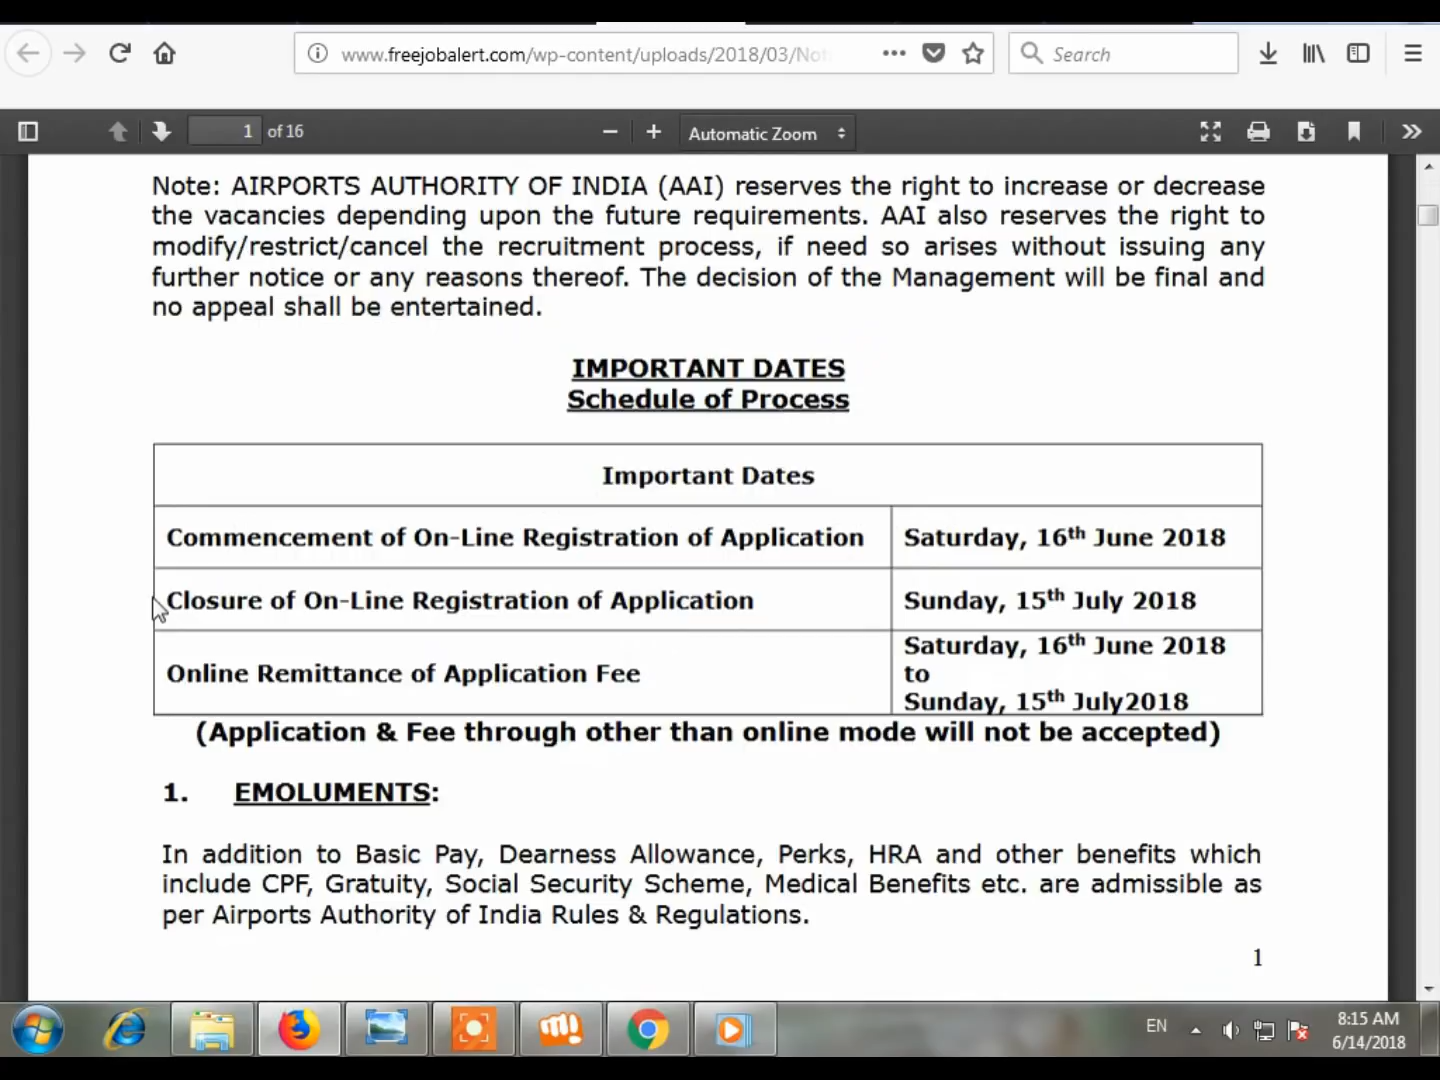 www.freejobalert.com/wp-content/uploads/2018/03/Not
Search
1 of 16
Automatic Zoom
Note: AIRPORTS AUTHORITY OF INDIA (AAI) reserves the right to increase or decrease
the vacancies depending upon the future requirements. AAI also reserves the right to
modify/restrict/cancel the recruitment process, if need so arises without issuing any
further notice or any reasons thereof. The decision of the Management will be final and
no appeal shall be entertained.
IMPORTANT DATES
Schedule of Process
Important Dates
Commencement of On-Line Registration of Application Saturday, 16th June 2018
Closure of On-Line Registration of Application Sunday, 15th July 2018
Online Remittance of Application Fee Saturday, 16th June 2018
to
Sunday, 15th July2018
(Application & Fee through other than online mode will not be accepted)
1. EMOLUMENTS:
In addition to Basic Pay, Dearness Allowance, Perks, HRA and other benefits which
include CPF, Gratuity, Social Security Scheme, Medical Benefits etc. are admissible as
per Airports Authority of India Rules & Regulations.
1
EN
8:15 AM
6/14/2018